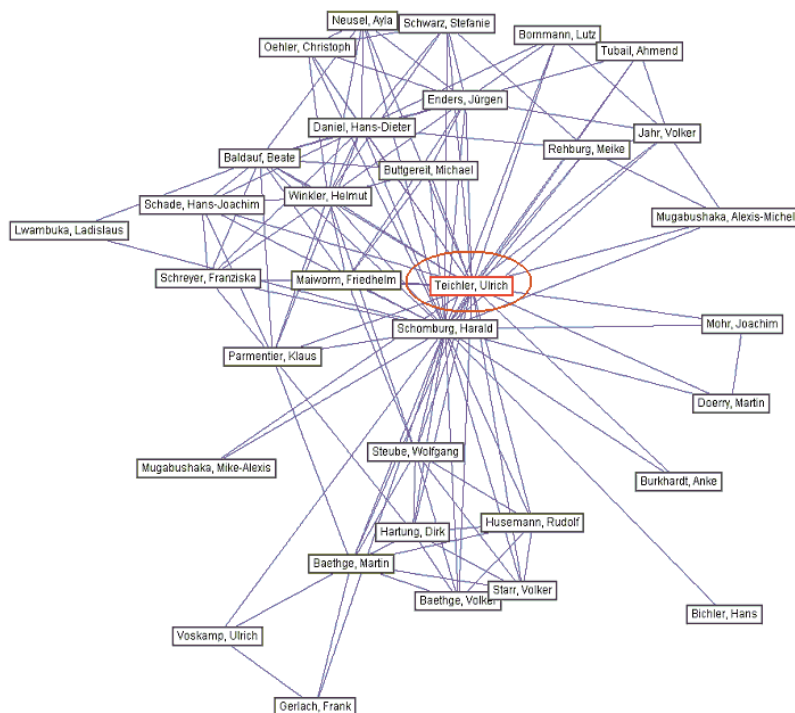 Neusel, Ayla
Schwarz, Stefanie
Bornmann, Lutz
Oehler, Christoph
Tubail, Ahmend
Enders, Jürgen
Daniel, Hans-Dieter
Jahr, Volker
Rehburg, Meike
Baldauf, Beate
Buttgereit, Michael
Winkler, Helmut
Schade, Hans-Joachim
Mugabushaka, Alexis-Michel
Lwambuka, Ladislaus
Schreyer, Franziska
Maiworm, Friedhelm
Teichler, Ulrich
Schomburg, Harald
Mohr, Joachim
Parmentier, Klaus
Doerry, Martin
Steube, Wolfgang
Mugabushaka, Mike-Alexis
Burkhardt, Anke
Husemann, Rudolf
Hartung, Dirk
Baethge, Martin
Starr, Volker
Baethge, Volker
Bichler, Hans
Voskamp, Ulrich
Gerlach, Frank